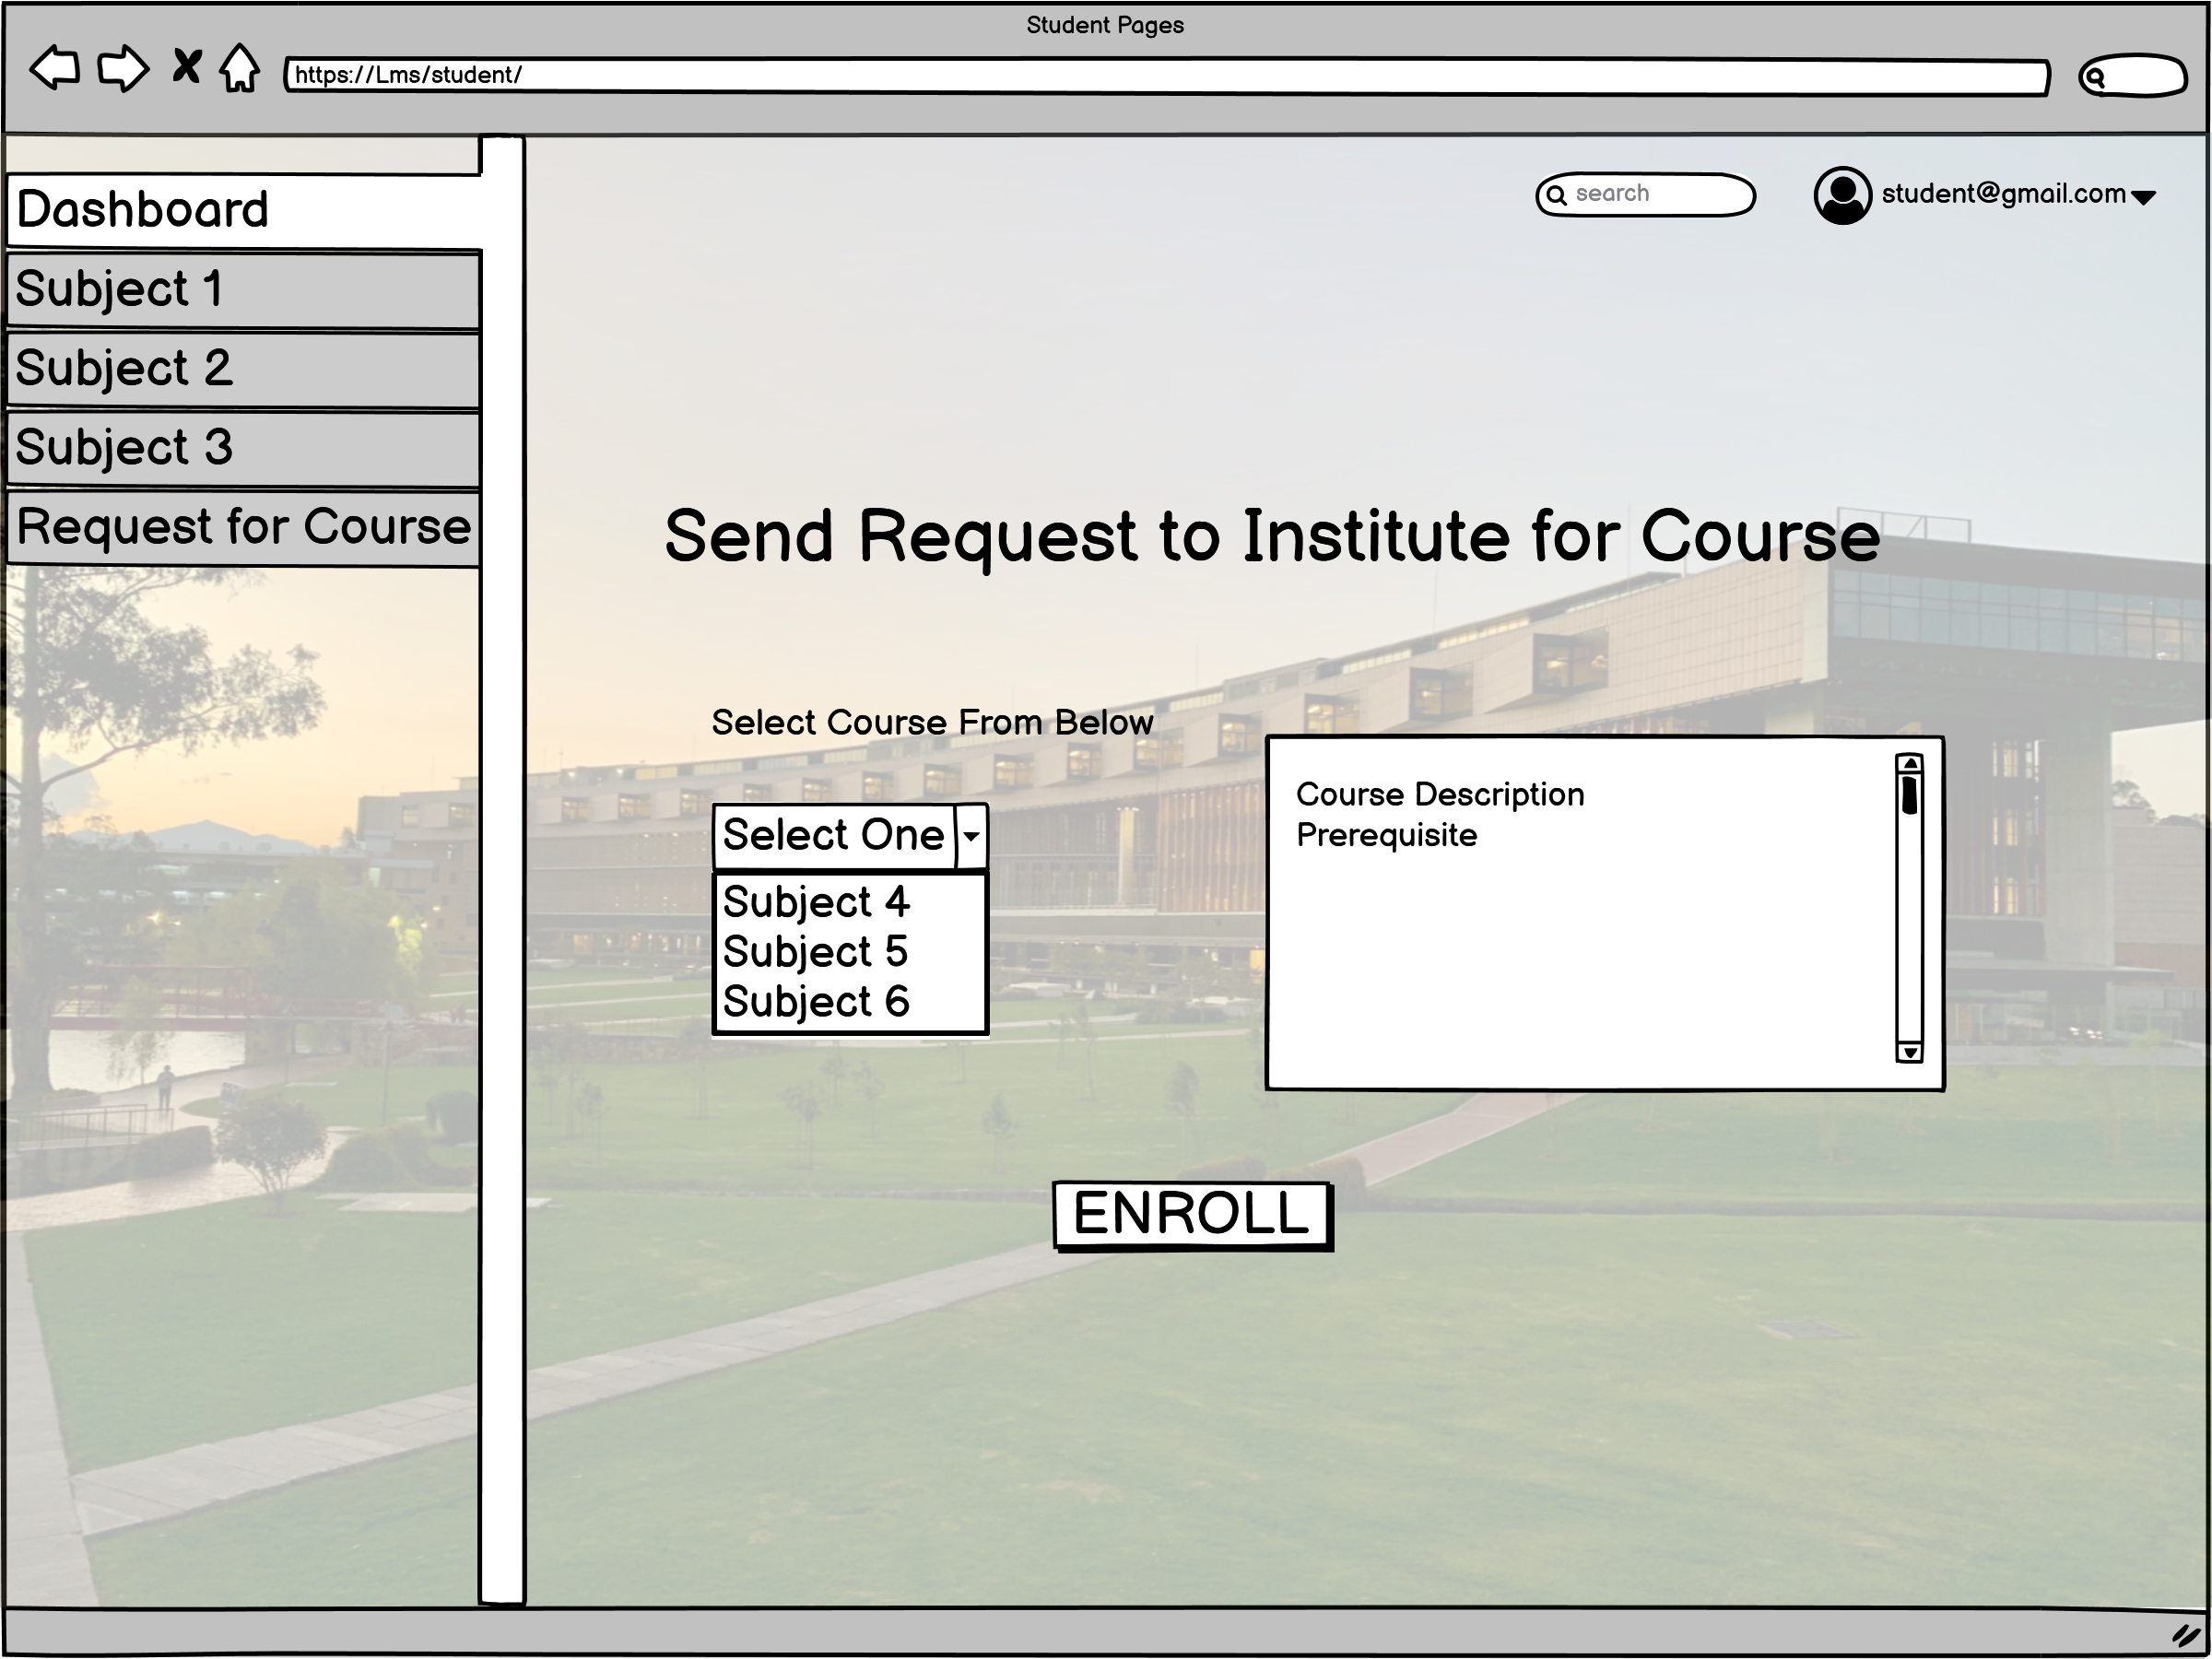 Student Pages
https://Lms/student/
search
student@gmail.com
Dashboard
Subject 1
Subject 2
Subject 3
Request for Course
Send Request to Institute for Course
Select Course From Below
Select One
Subject 4
Subject 5
Subject 6
Course Description
Prerequisite
ENROLL